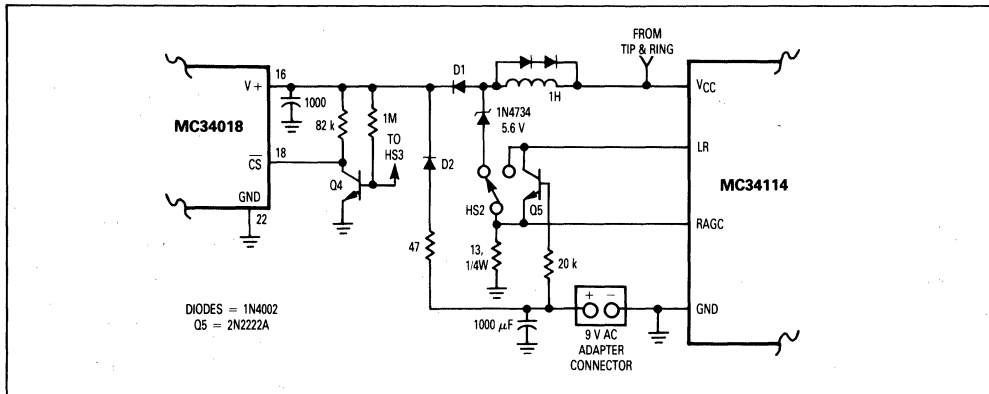 FROM
TIP & RING
16
V +
D1
1H
VCC
1000
82 k
1M
1N4734
5.6 V
MC34018
TO
HS3
18
CS
D2
LR
Q4
MC34114
GND
22
HS2
Q5
RAGC
47
13,
1/4W
20 k
DIODES = 1N4002
Q5 = 2N2222A
1000 μF
+ −
GND
9 V AC
ADAPTER
CONNECTOR